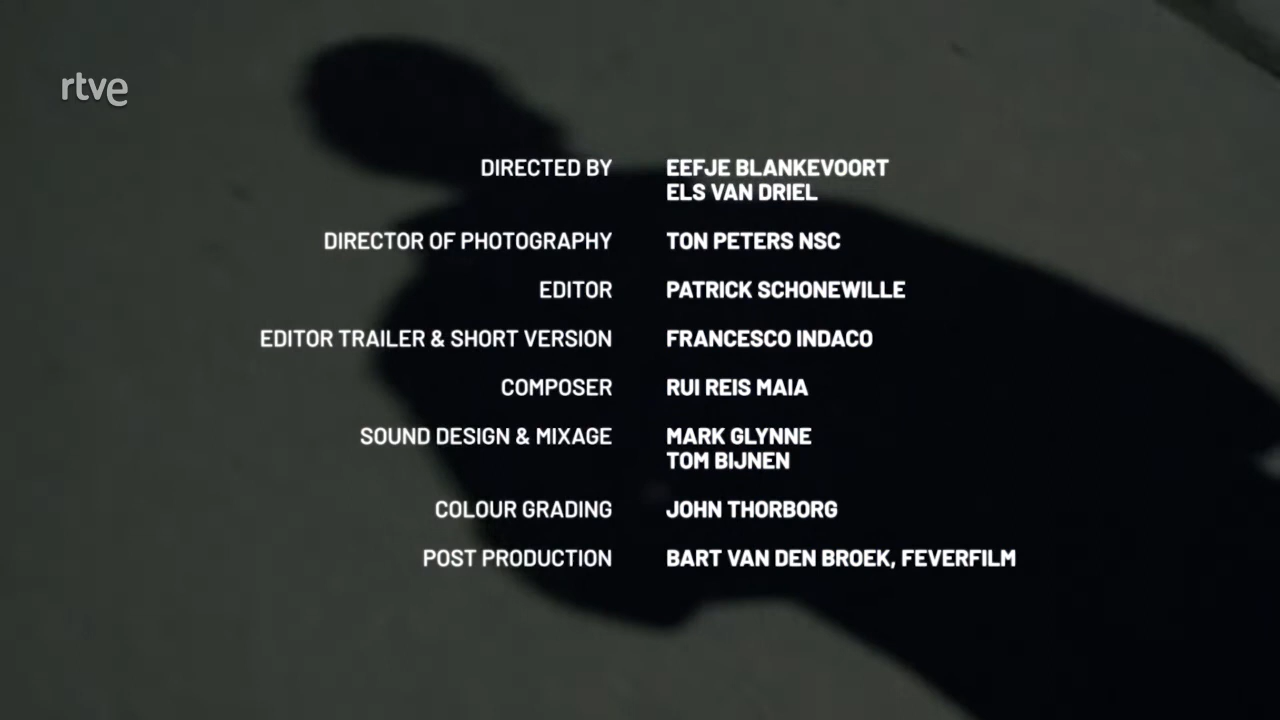 rtve
DIRECTED BY EEFJE BLANKEVOORT
ELS VAN DRIEL
DIRECTOR OF PHOTOGRAPHY TON PETERS NSC
EDITOR PATRICK SCHONEWILLE
EDITOR TRAILER & SHORT VERSION FRANCESCO INDACO
COMPOSER RUI REIS MAIA
SOUND DESIGN & MIXAGE MARK GLYNNE
TOM BIJNEN
COLOUR GRADING JOHN THORBORG
POST PRODUCTION BART VAN DEN BROEK, FEVERFILM